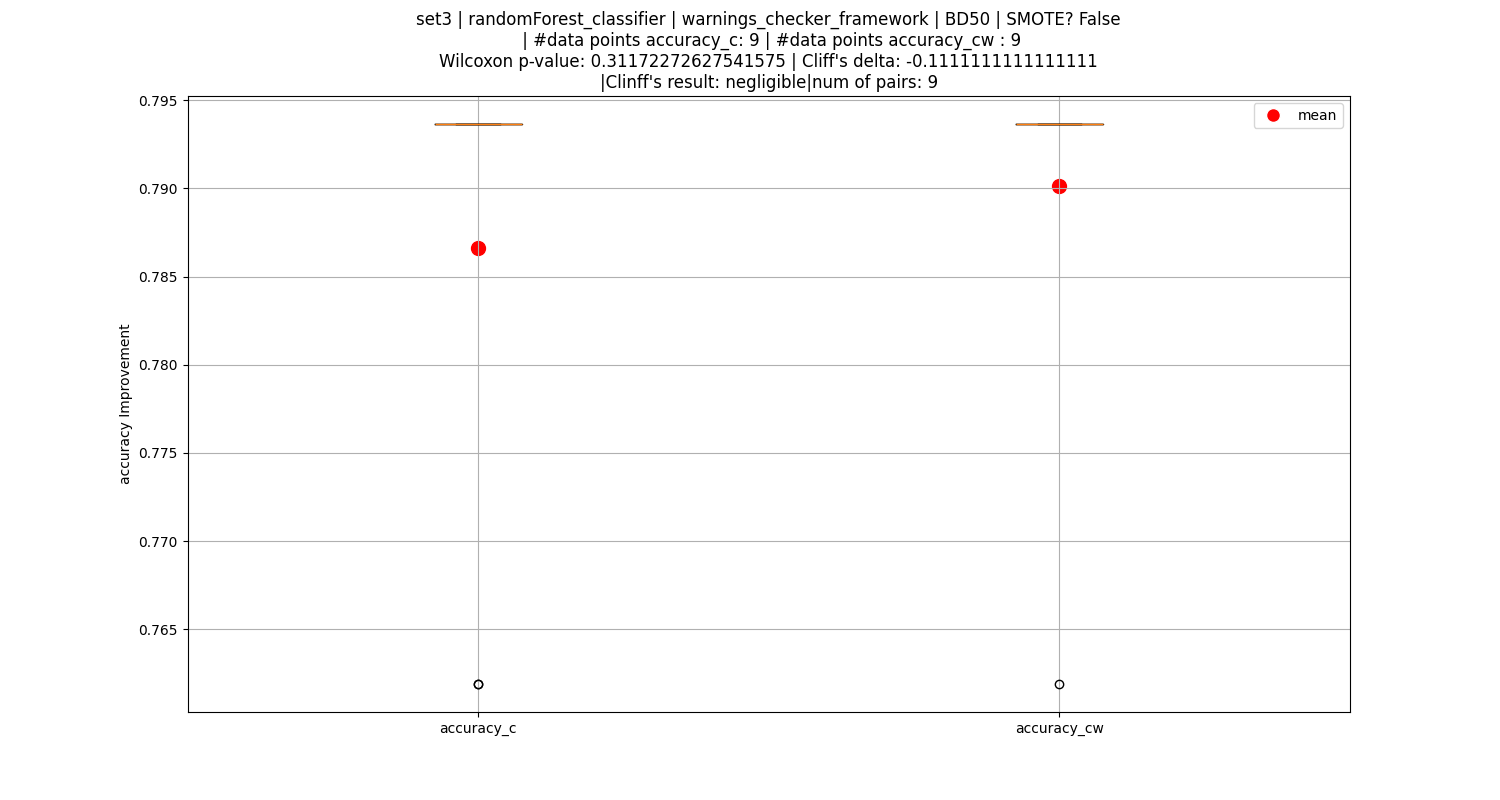 set3 | randomForest_classifier | warnings_checker_framework | BD50 | SMOTE? False
| #data points accuracy_c: 9 | #data points accuracy_cw : 9
Wilcoxon p-value: 0.31172272627541575 | Cliff's delta: -0.1111111111111111
|Clinff's result: negligible|num of pairs: 9
mean
0.795
0.790
0.785
0.780
0.775
0.770
0.765
accuracy Improvement
accuracy_c
accuracy_cw